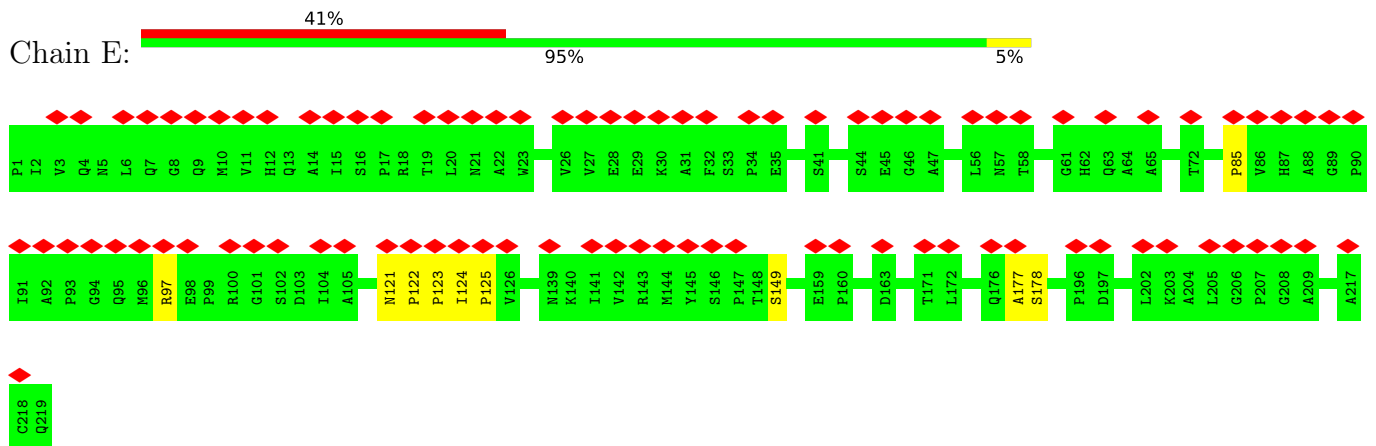 41%
Chain E:
95% 5%
P1 I2 V3 Q4 N5 L6 Q7 G8 Q9 M10 V11 H12 Q13 A14 I15 S16 P17 R18 T19 L20 N21 A22 W23 V26 V27 E28 E29 K30 A31 F32 S33 P34 E35 S41 S44 E45 G46 A47 L56 N57 T58 G61 H62 Q63 A64 A65 T72 P85 V86 H87 A88 G89 P90
I91 A92 P93 G94 Q95 M96 R97 E98 P99 R100 G101 S102 D103 I104 A105 N121 P122 P123 I124 P125 V126 N139 K140 I141 V142 R143 M144 Y145 S146 P147 T148 S149 E159 P160 D163 T171 L172 Q176 A177 S178 P196 D197 L202 K203 A204 L205 G206 P207 G208 A209 A217
C218 Q219